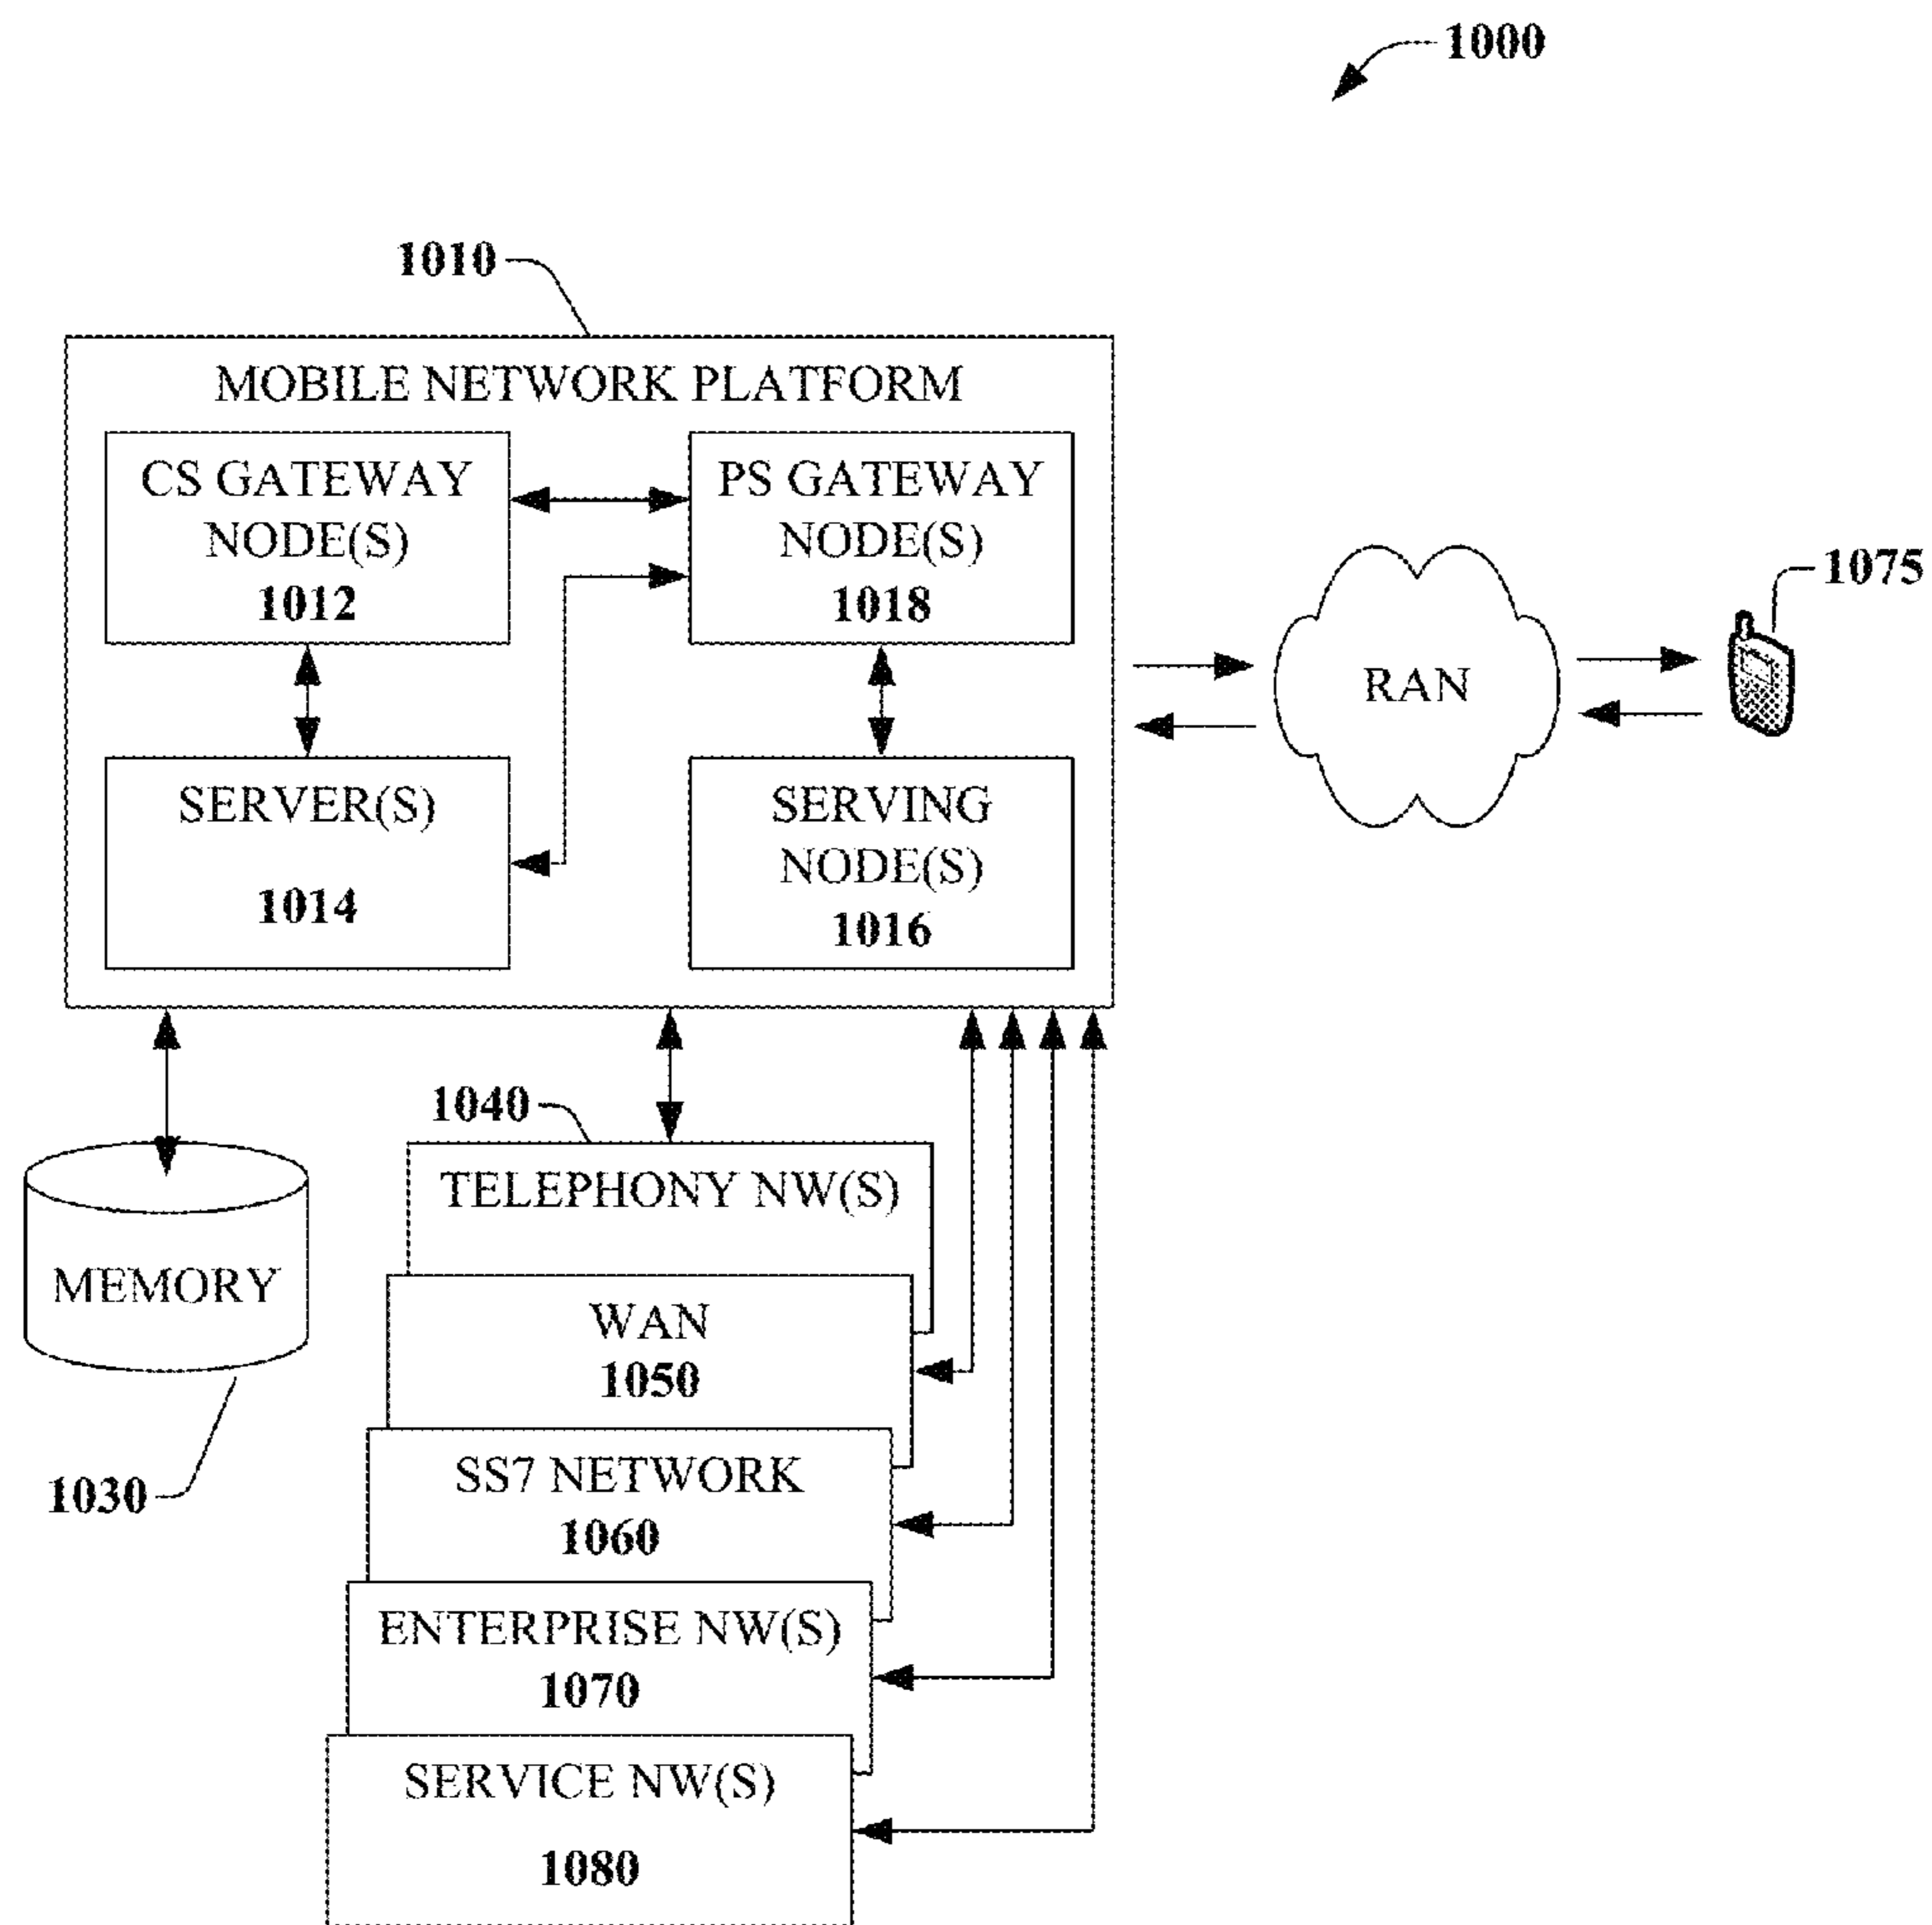 1000
1010
MOBILE NETWORK PLATFORM
CS GATEWAY
NODE(S)
1012
PS GATEWAY
NODE(S)
1018
SERVER(S)
1014
SERVING
NODE(S)
1016
RAN
1075
MEMORY
1030
1040
TELEPHONY NW(S)
WAN
1050
SS7 NETWORK
1060
ENTERPRISE NW(S)
1070
SERVICE NW(S)
1080